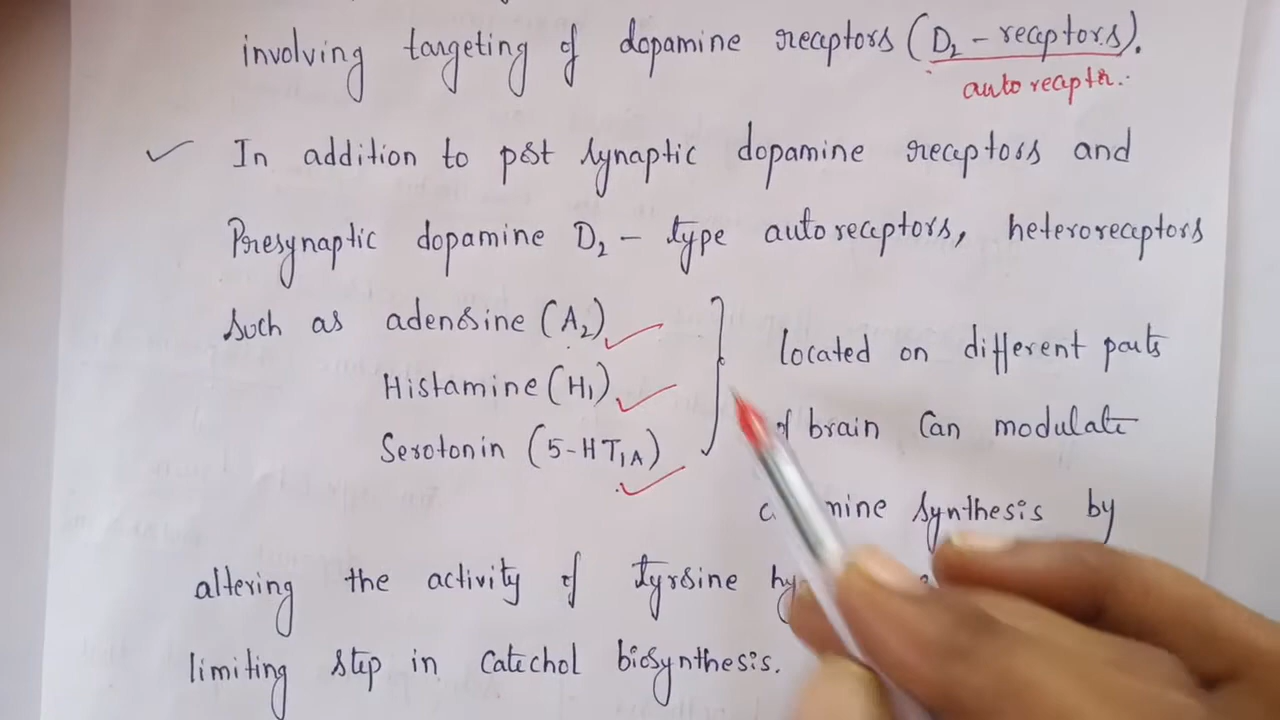 involving targeting of dopamine receptors (D₂ - receptors).
auto receptr.
In addition to post synaptic dopamine receptors and
Presynaptic dopamine D₂ - type autoreceptors, heteroreceptors
such as adenosine (A₂)
Histamine (H₁)
Serotonin (5-HT₁A)
located on different parts
of brain can modulate
synthesis by
altering the activity of tyrosine
limiting step in catechol biosynthesis.